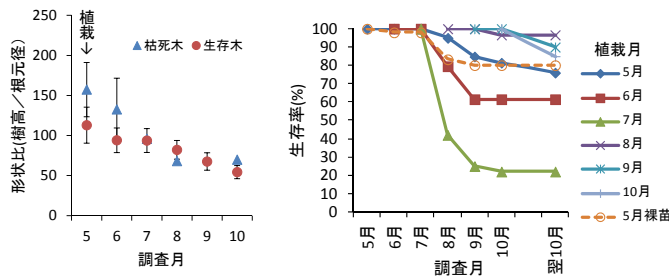 植栽
枯死木
生存木
250
200
150
100
50
0
形状比(樹高／根元径)
5
6
7
8
9
10
調査月
100
90
80
70
60
50
40
30
20
10
0
生存率(%)
5月
6月
7月
8月
9月
10月
翌10月
調査月
植栽月
5月
6月
7月
8月
9月
10月
5月裸苗